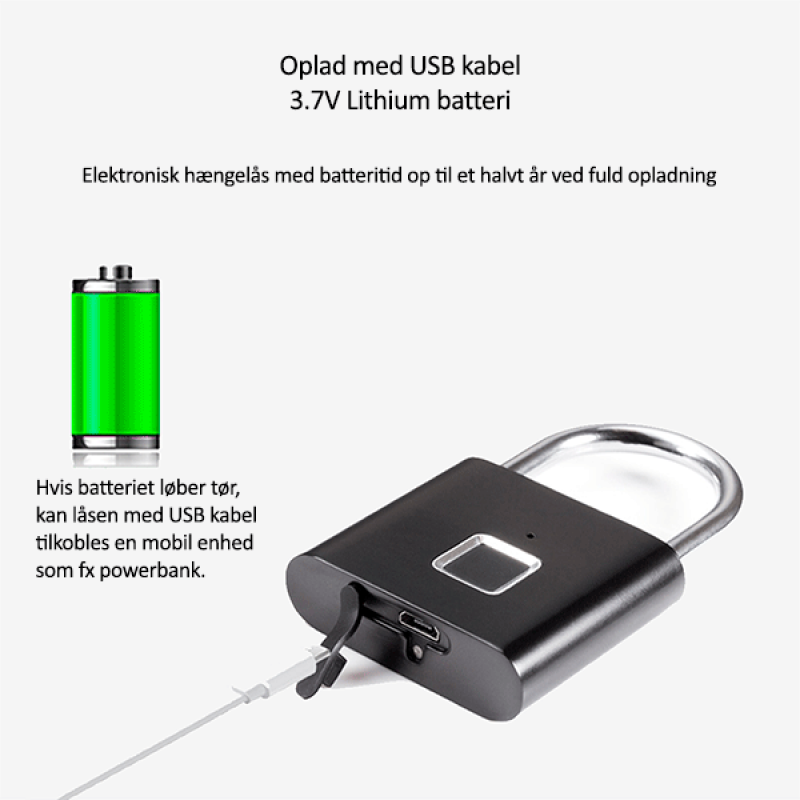 Oplad med USB kabel
3.7V Lithium batteri
Elektronisk hængelås med batteritid op til et halvt år ved fuld opladning
Hvis batteriet løber tør,
kan låsen med USB kabel
tilkobles en mobil enhed
som fx powerbank.